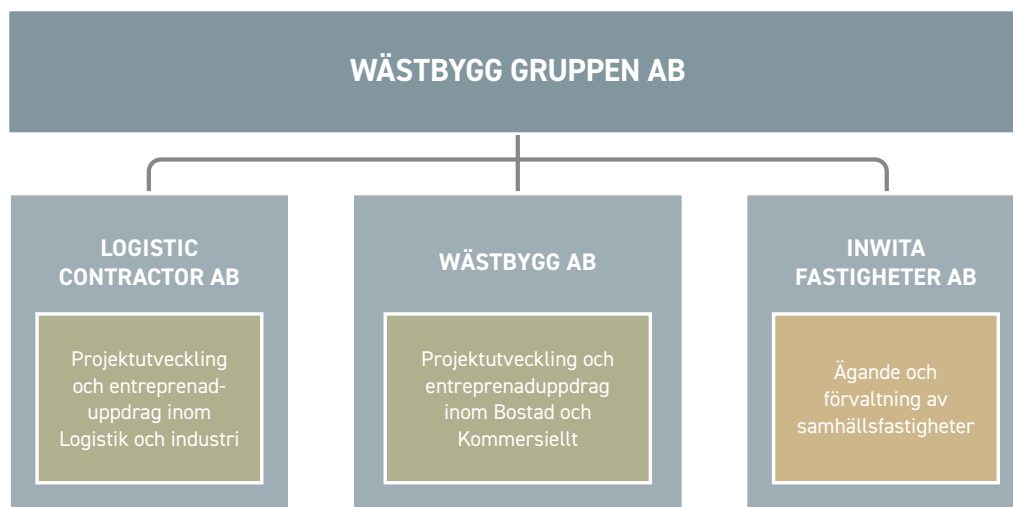 WÄSTBYGG GRUPPEN AB
LOGISTIC
CONTRACTOR AB
Projektutveckling
och entreprenad-
uppdrag inom
Logistik och industri
WÄSTBYGG AB
Projektutveckling och
entreprenaduppdrag
inom Bostad och
Kommersiellt
INWITA
FASTIGHETER AB
Ägande och
förvaltning av
samhällsfastigheter